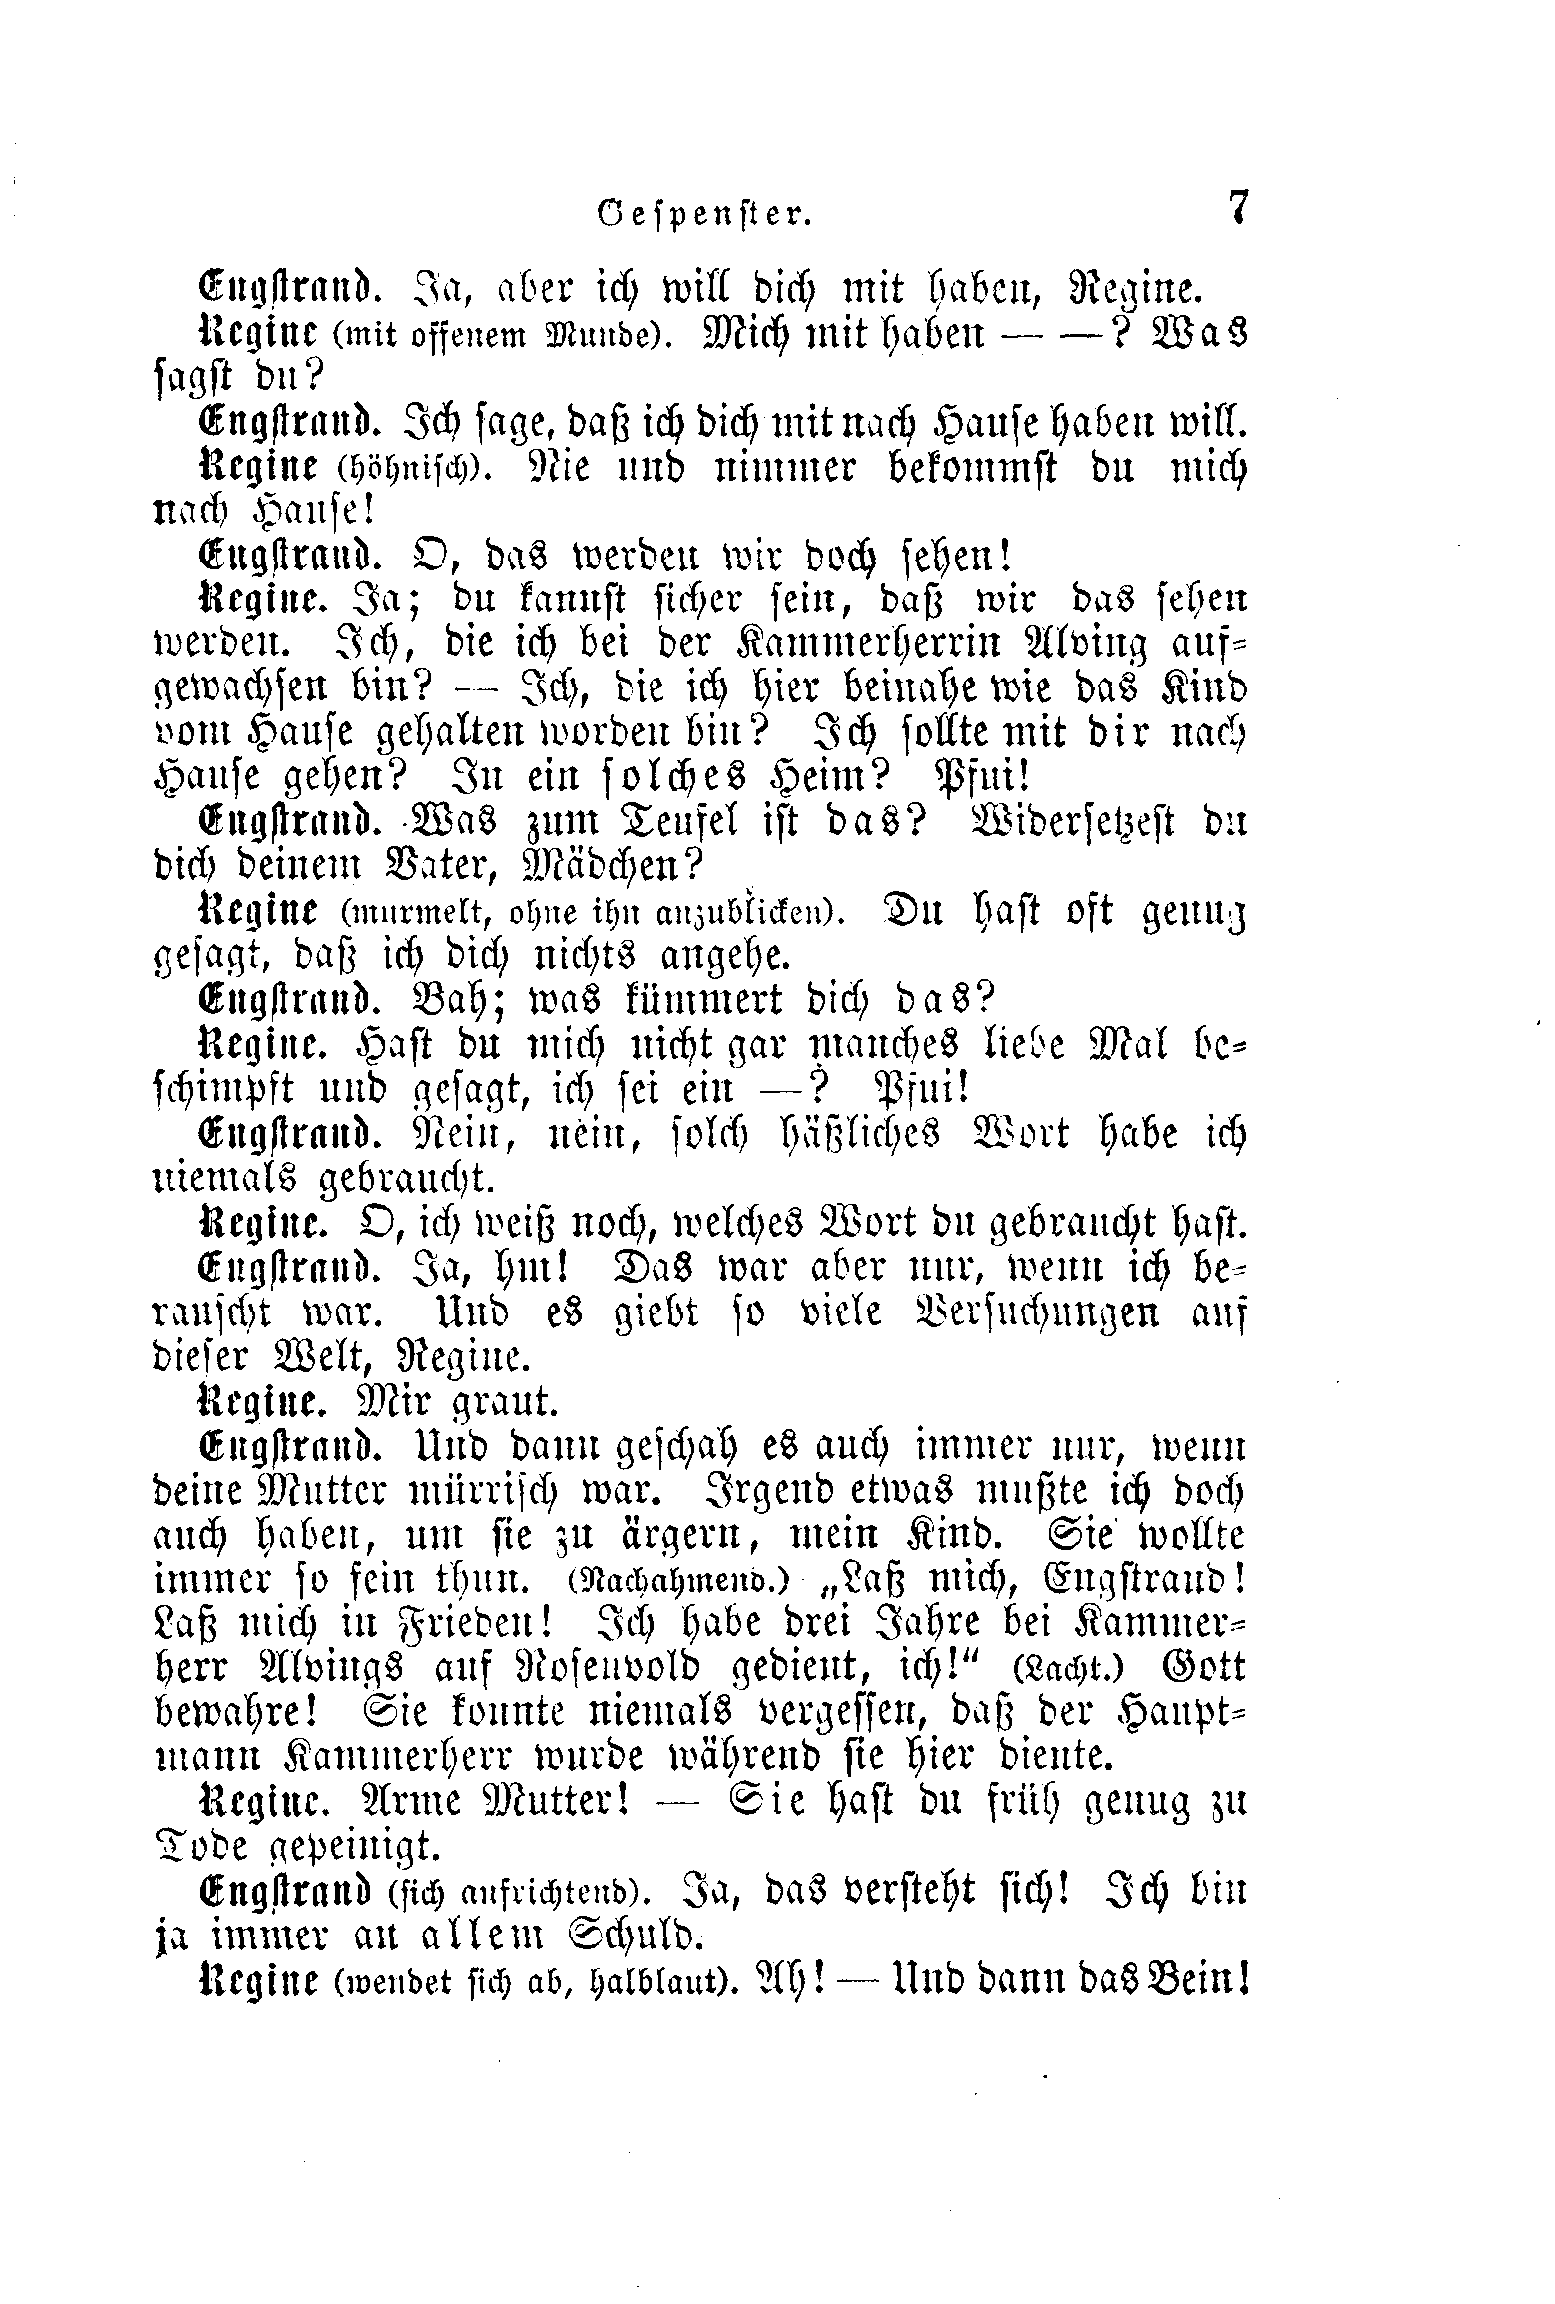 Gespenster. 7
Engstrand. Ja, aber ich will dich mit haben, Regine.
Regine (mit offenem Munde). Mich mit haben — —? Was
sagst du?
Engstrand. Ich sage, daß ich dich mit nach Hause haben will.
Regine (höhnisch). Nie und nimmer bekommst du mich
nach Hause!
Engstrand. O, das werden wir doch sehen!
Regine. Ja; du kannst sicher sein, daß wir das sehen
werden. Ich, die ich bei der Kammerherrin Alving auf-
gewachsen bin? — Ich, die ich hier beinahe wie das Kind
vom Hause gehalten worden bin? Ich sollte mit dir nach
Hause gehen? In ein solches Heim? Pfui!
Engstrand. Was zum Teufel ist das? Widersetzest du
dich deinem Vater, Mädchen?
Regine (murmelt, ohne ihn anzublicken). Du hast oft genug
gesagt, daß ich dich nichts angehe.
Engstrand. Bah; was kümmert dich das?
Regine. Hast du mich nicht gar manches liebe Mal be-
schimpft und gesagt, ich sei ein —? Pfui!
Engstrand. Nein, nein, solch häßliches Wort habe ich
niemals gebraucht.
Regine. O, ich weiß noch, welches Wort du gebraucht hast.
Engstrand. Ja, hm! Das war aber nur, wenn ich be-
rauscht war. Und es giebt so viele Versuchungen auf
dieser Welt, Regine.
Regine. Mir graut.
Engstrand. Und dann geschah es auch immer nur, wenn
deine Mutter mürrisch war. Irgend etwas mußte ich doch
auch haben, um sie zu ärgern, mein Kind. Sie wollte
immer so fein thun. (Nachahmend.) „Laß mich, Engstrand!
Laß mich in Frieden! Ich habe drei Jahre bei Kammer-
herr Alvings auf Rosenvold gedient, ich!“ (Lacht.) Gott
bewahre! Sie konnte niemals vergessen, daß der Haupt-
mann Kammerherr wurde während sie hier diente.
Regine. Arme Mutter! — Sie hast du früh genug zu
Tode gepeinigt.
Engstrand (sich aufrichtend). Ja, das versteht sich! Ich bin
ja immer an allem Schuld.
Regine (wendet sich ab, halblaut). Ah! — Und dann das Bein!